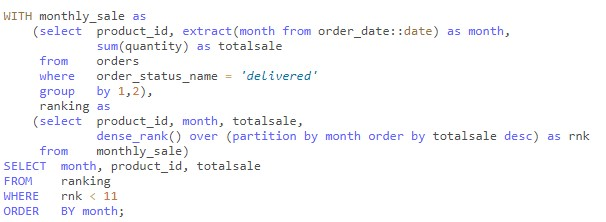 WITH monthly_sale as
(select product_id, extract(month from order_date::date) as month,
sum(quantity) as totalsale
from orders
where order_status_name = 'delivered'
group by 1,2),
ranking as
(select product_id, month, totalsale,
dense_rank() over (partition by month order by totalsale desc) as rnk
from monthly_sale)
SELECT month, product_id, totalsale
FROM ranking
WHERE rnk < 11
ORDER BY month;